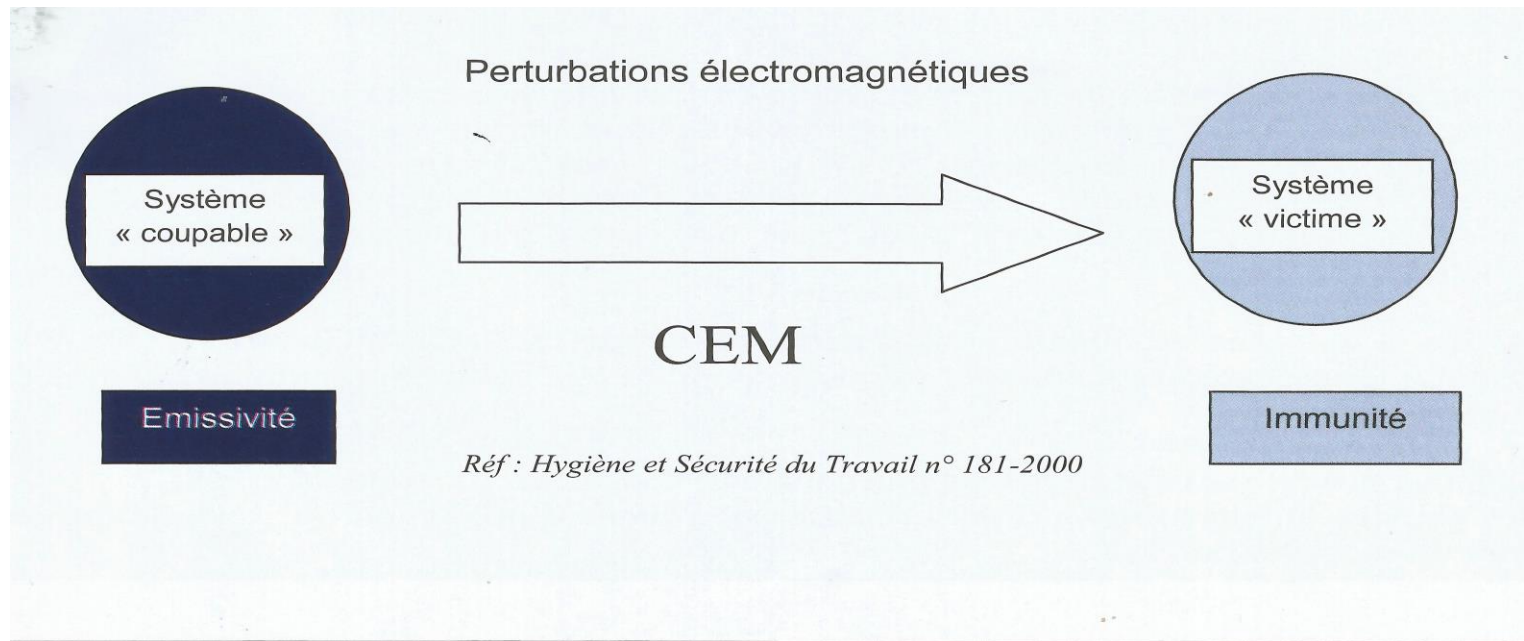 Perturbations électromagnétiques
Système
« coupable »
Système
« victime »
CEM
Emissivité
Immunité
Réf : Hygiène et Sécurité du Travail n° 181-2000